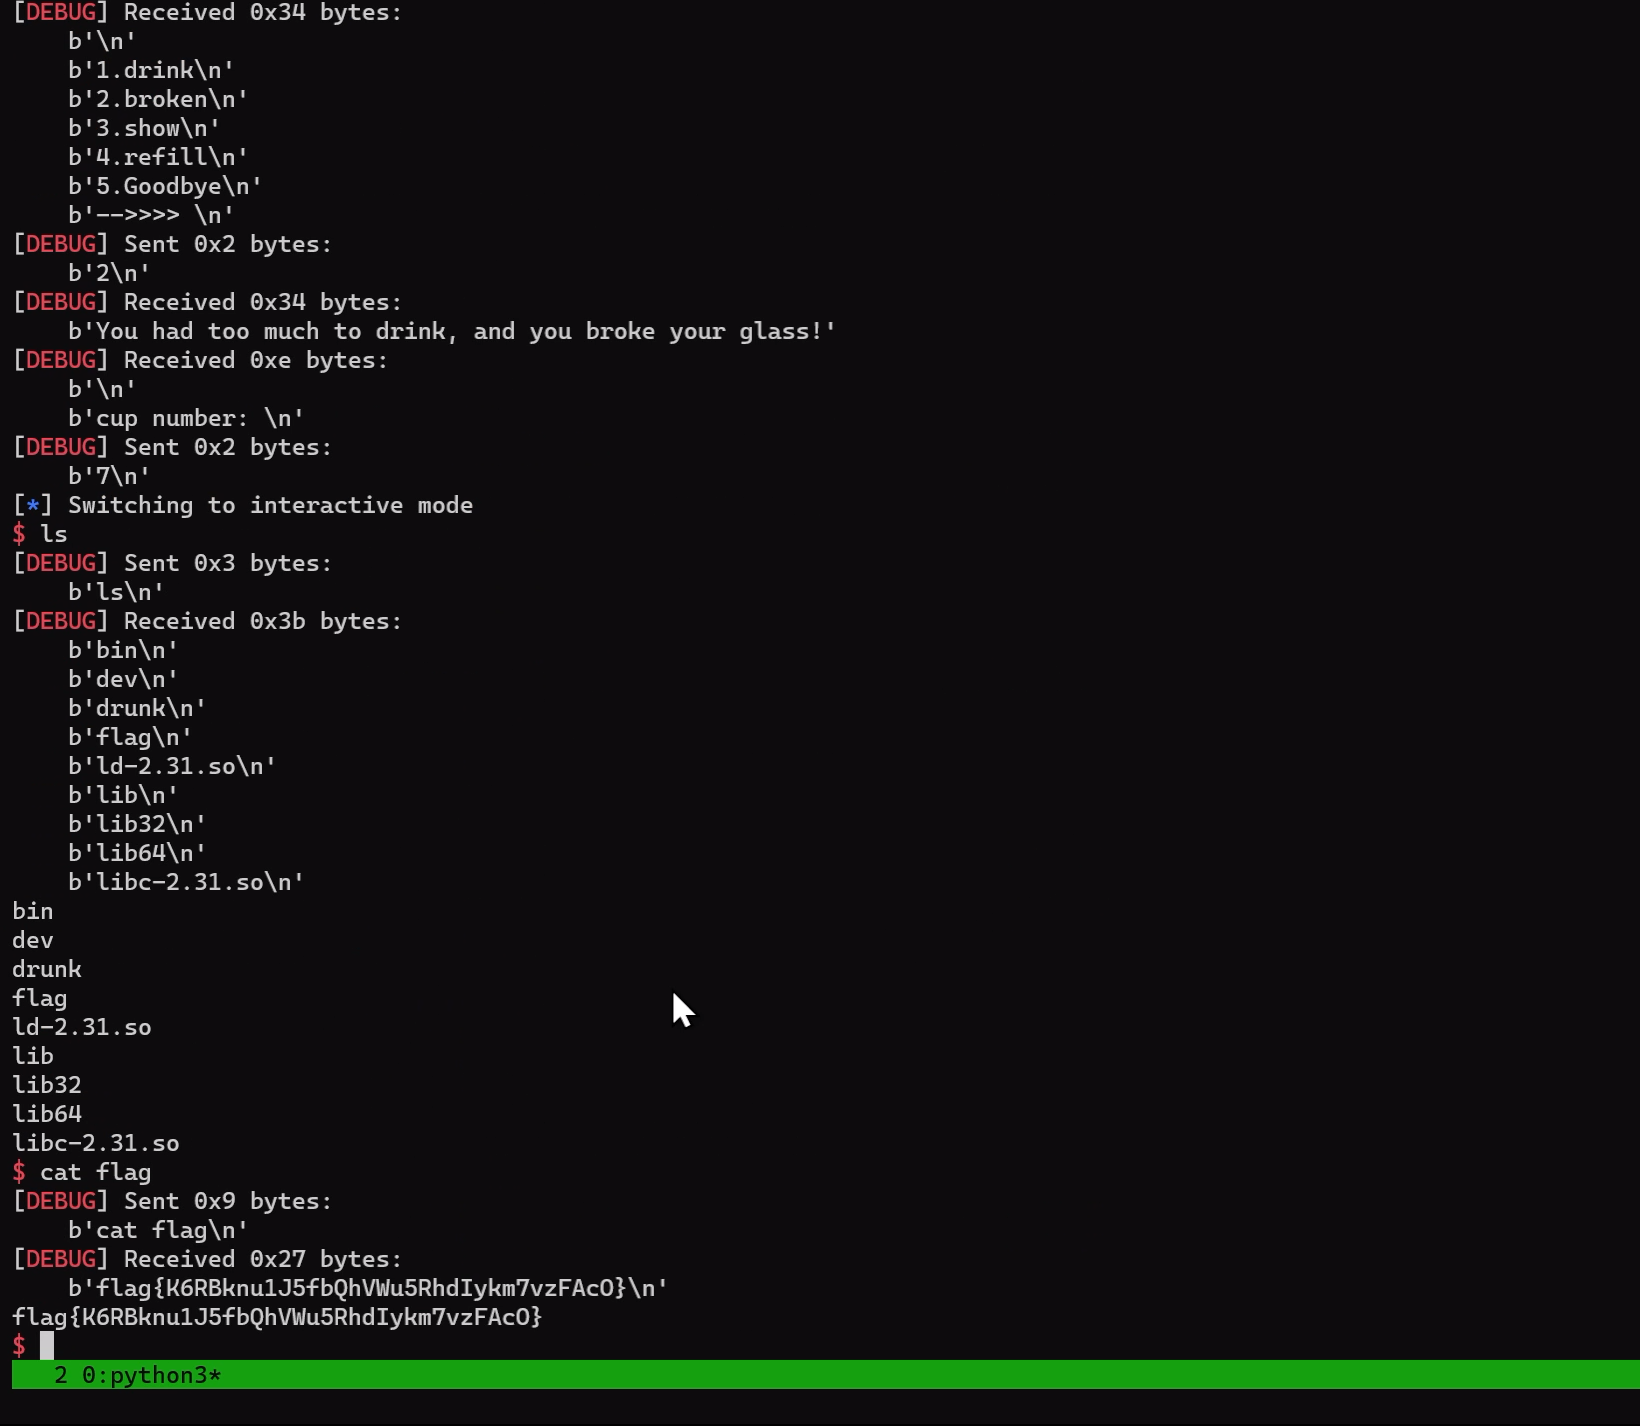 [DEBUG] Received 0x34 bytes:
    b'\n'
    b'1.drink\n'
    b'2.broken\n'
    b'3.show\n'
    b'4.refill\n'
    b'5.Goodbye\n'
    b'-->>>> \n'
[DEBUG] Sent 0x2 bytes:
    b'2\n'
[DEBUG] Received 0x34 bytes:
    b'You had too much to drink, and you broke your glass!'
[DEBUG] Received 0xe bytes:
    b'\n'
    b'cup number: \n'
[DEBUG] Sent 0x2 bytes:
    b'7\n'
[*] Switching to interactive mode
$ ls
[DEBUG] Sent 0x3 bytes:
    b'ls\n'
[DEBUG] Received 0x3b bytes:
    b'bin\n'
    b'dev\n'
    b'drunk\n'
    b'flag\n'
    b'ld-2.31.so\n'
    b'lib\n'
    b'lib32\n'
    b'lib64\n'
    b'libc-2.31.so\n'
bin
dev
drunk
flag
ld-2.31.so
lib
lib32
lib64
libc-2.31.so
$ cat flag
[DEBUG] Sent 0x9 bytes:
    b'cat flag\n'
[DEBUG] Received 0x27 bytes:
    b'flag{K6RBknu1J5fbQhVWu5RhdIykm7vzFAcO}\n'
flag{K6RBknu1J5fbQhVWu5RhdIykm7vzFAcO}
$
2 0:python3*